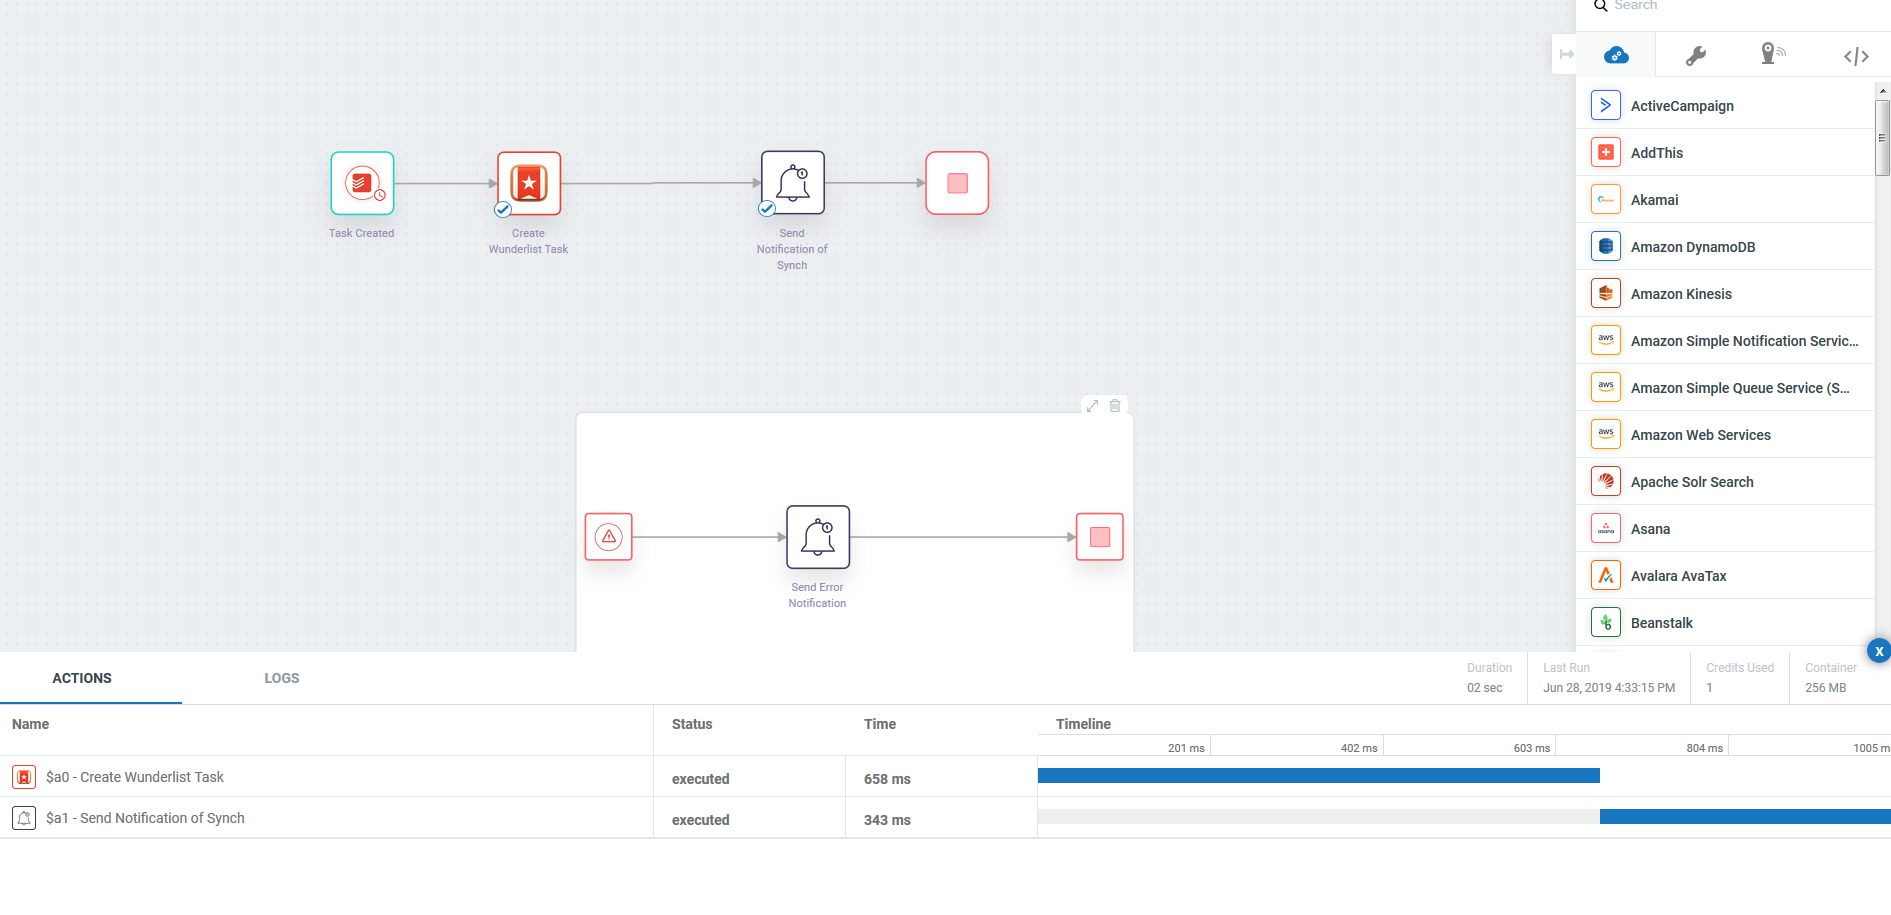 Search
Task Created
Create
Wunderlist Task
Send
Notification of
Synch
Send Error
Notification
ActiveCampaign
AddThis
Akamai
Amazon DynamoDB
Amazon Kinesis
aws
Amazon Simple Notification Servic...
aws
Amazon Simple Queue Service (S...
aws
Amazon Web Services
Apache Solr Search
asana
Asana
Avalara AvaTax
Beanstalk
x
ACTIONS
LOGS
Duration
02 sec
Last Run
Jun 28, 2019 4:33:15 PM
Credits Used
1
Container
256 MB
Name
Status
Time
Timeline
201 ms
402 ms
603 ms
804 ms
1005 m
$a0 - Create Wunderlist Task
executed
658 ms
$a1 - Send Notification of Synch
executed
343 ms